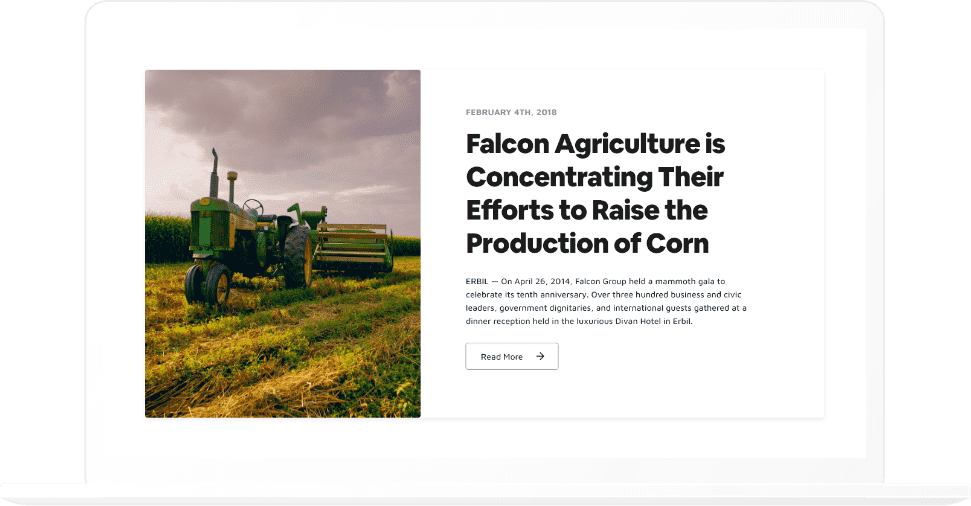 FEBRUARY 4TH, 2018
Falcon Agriculture is
Concentrating Their
Efforts to Raise the
Production of Corn
ERBIL — On April 26, 2014, Falcon Group held a mammoth gala to
celebrate its tenth anniversary. Over three hundred business and civic
leaders, government dignitaries, and international guests gathered at a
dinner reception held in the luxurious Divan Hotel in Erbil.
Read More →